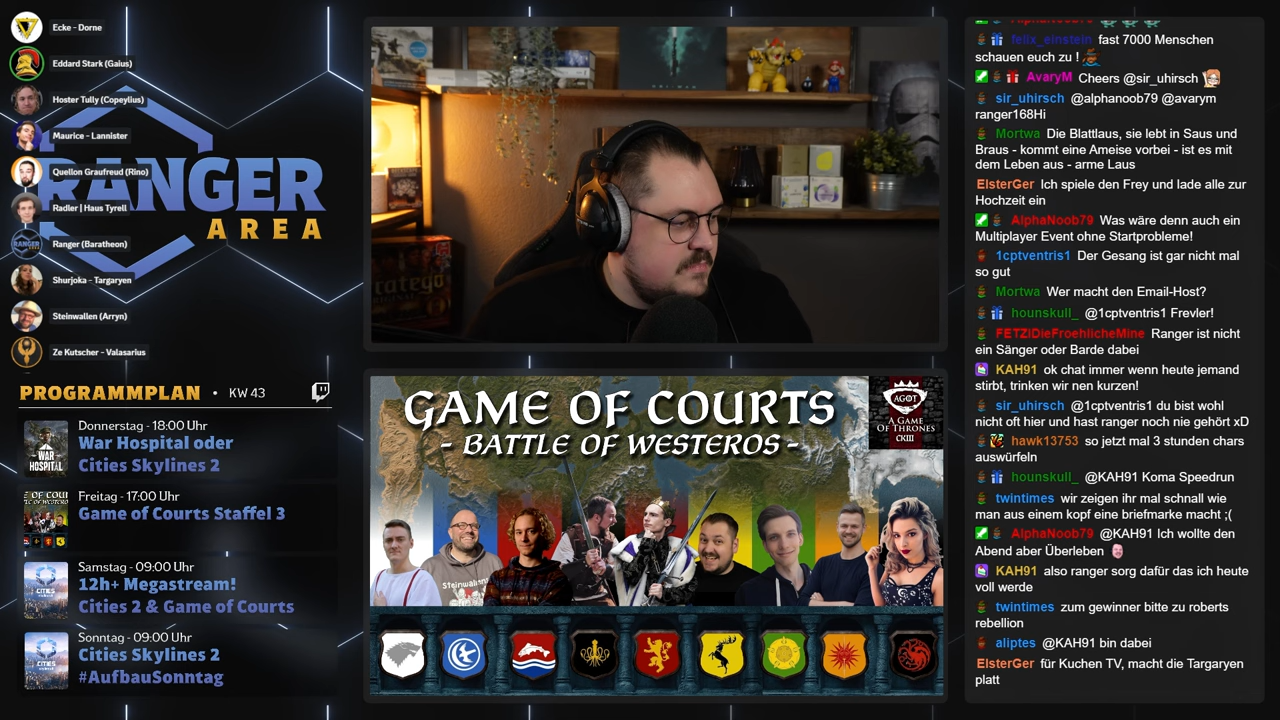 Ecke - Dorne
Eddard Stark (Gaius)
Hoster Tully (Copeylius)
Maurice - Lannister
Quellon Graufreud (Rino)
Radler | Haus Tyrell
Ranger (Baratheon)
Shurjoka - Targaryen
Steinwallen (Arryn)
Ze Kutscher - Valasarius
RANGER
AREA
PROGRAMMPLAN • KW 43
Donnerstag - 18:00 Uhr
War Hospital oder
Cities Skylines 2
Freitag - 17:00 Uhr
Game of Courts Staffel 3
Samstag - 09:00 Uhr
12h+ Megastream!
Cities 2 & Game of Courts
Sonntag - 09:00 Uhr
Cities Skylines 2
#AufbauSonntag
WAR
HOSPITAL
GAME OF COURTS
- BATTLE OF WESTEROS -
AGOT
A GAME
OF THRONES
CKIII
Steinwallen
felix_einstein fast 7000 Menschen
schauen euch zu !
AvaryM Cheers @sir_uhirsch
sir_uhirsch @alphanoob79 @avarym
ranger168Hi
Mortwa Die Blattlaus, sie lebt in Saus und
Braus - kommt eine Ameise vorbei - ist es mit
dem Leben aus - arme Laus
ElsterGer Ich spiele den Frey und lade alle zur
Hochzeit ein
AlphaNoob79 Was wäre denn auch ein
Multiplayer Event ohne Startprobleme!
1cptventris1 Der Gesang ist gar nicht mal
so gut
Mortwa Wer macht den Email-Host?
hounskull_ @1cptventris1 Frevler!
FETZIDieFroehlicheMine Ranger ist nicht
ein Sänger oder Barde dabei
KAH91 ok chat immer wenn heute jemand
stirbt, trinken wir nen kurzen!
sir_uhirsch @1cptventris1 du bist wohl
nicht oft hier und hast ranger noch nie gehört xD
hawk13753 so jetzt mal 3 stunden chars
auswürfeln
hounskull_ @KAH91 Koma Speedrun
twintimes wir zeigen ihr mal schnall wie
man aus einem kopf eine briefmarke macht ;(
AlphaNoob79 @KAH91 Ich wollte den
Abend aber Überleben
KAH91 also ranger sorg dafür das ich heute
voll werde
twintimes zum gewinner bitte zu roberts
rebellion
aliptes @KAH91 bin dabei
ElsterGer für Kuchen TV, macht die Targaryen
platt